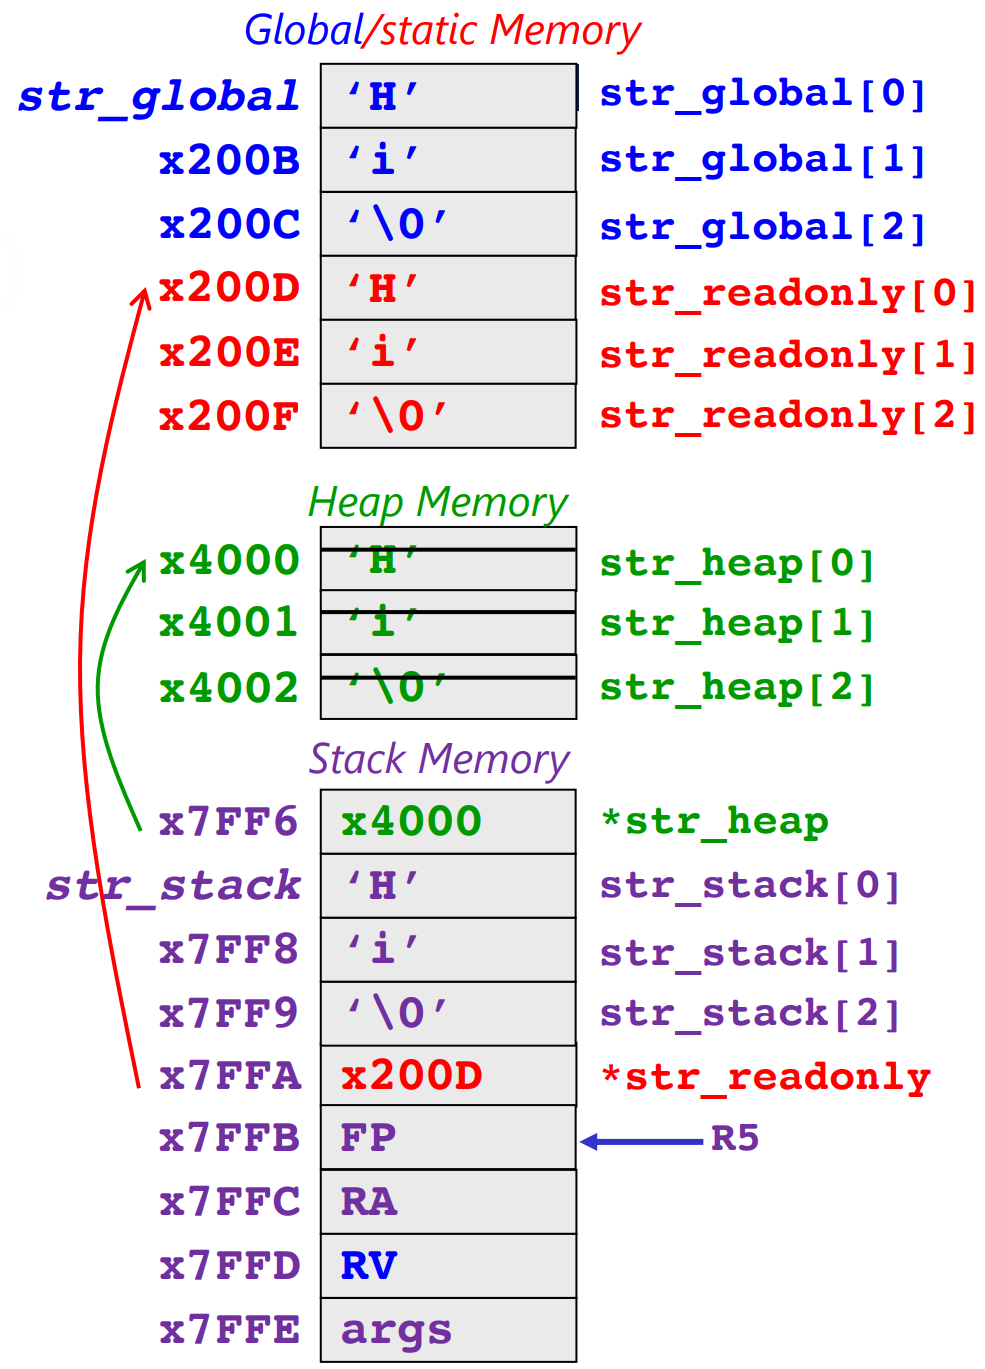 Global/static Memory
str_global ‘H’ str_global[0]
x200B ‘i’ str_global[1]
x200C ‘\0’ str_global[2]
x200D ‘H’ str_readonly[0]
x200E ‘i’ str_readonly[1]
x200F ‘\0’ str_readonly[2]
Heap Memory
x4000 ‘H’ str_heap[0]
x4001 ‘i’ str_heap[1]
x4002 ‘\0’ str_heap[2]
Stack Memory
x7FF6 x4000 *str_heap
str_stack ‘H’ str_stack[0]
x7FF8 ‘i’ str_stack[1]
x7FF9 ‘\0’ str_stack[2]
x7FFA x200D *str_readonly
x7FFB FP R5
x7FFC RA
x7FFD RV
x7FFE args